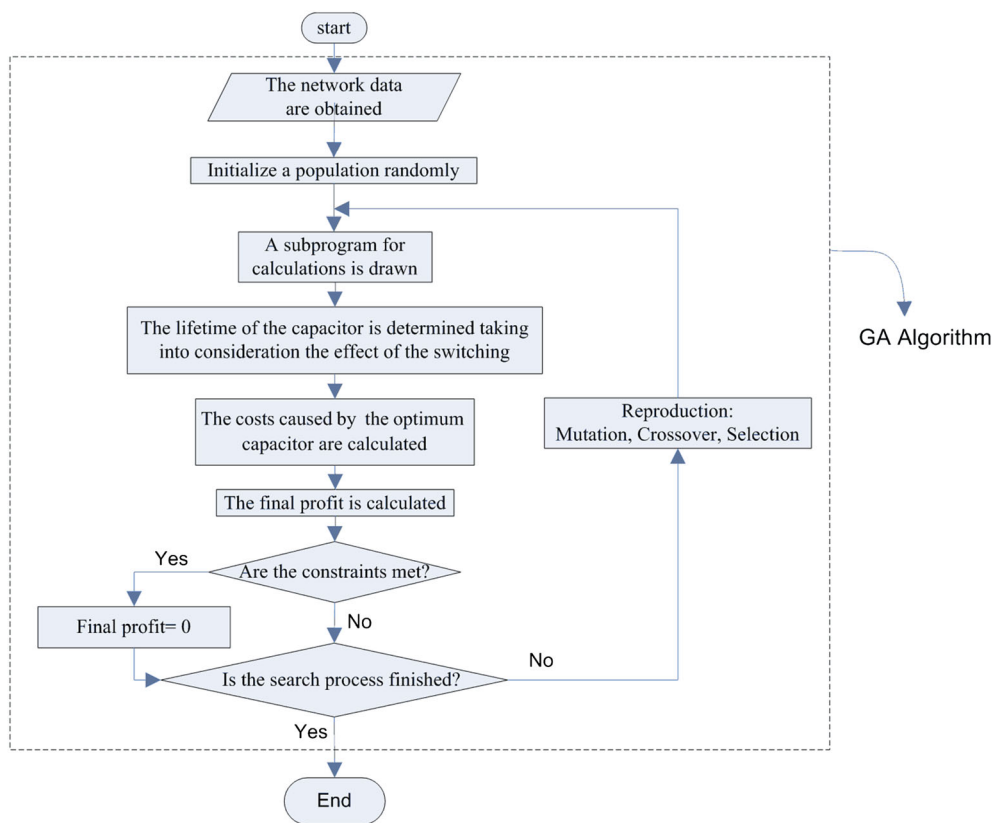 start
The network data
are obtained
Initialize a population randomly
A subprogram for
calculations is drawn
The lifetime of the capacitor is determined taking
into consideration the effect of the switching
The costs caused by the optimum
capacitor are calculated
The final profit is calculated
Are the constraints met?
Yes
No
Final profit= 0
Is the search process finished?
No
Yes
End
Reproduction:
Mutation, Crossover, Selection
GA Algorithm